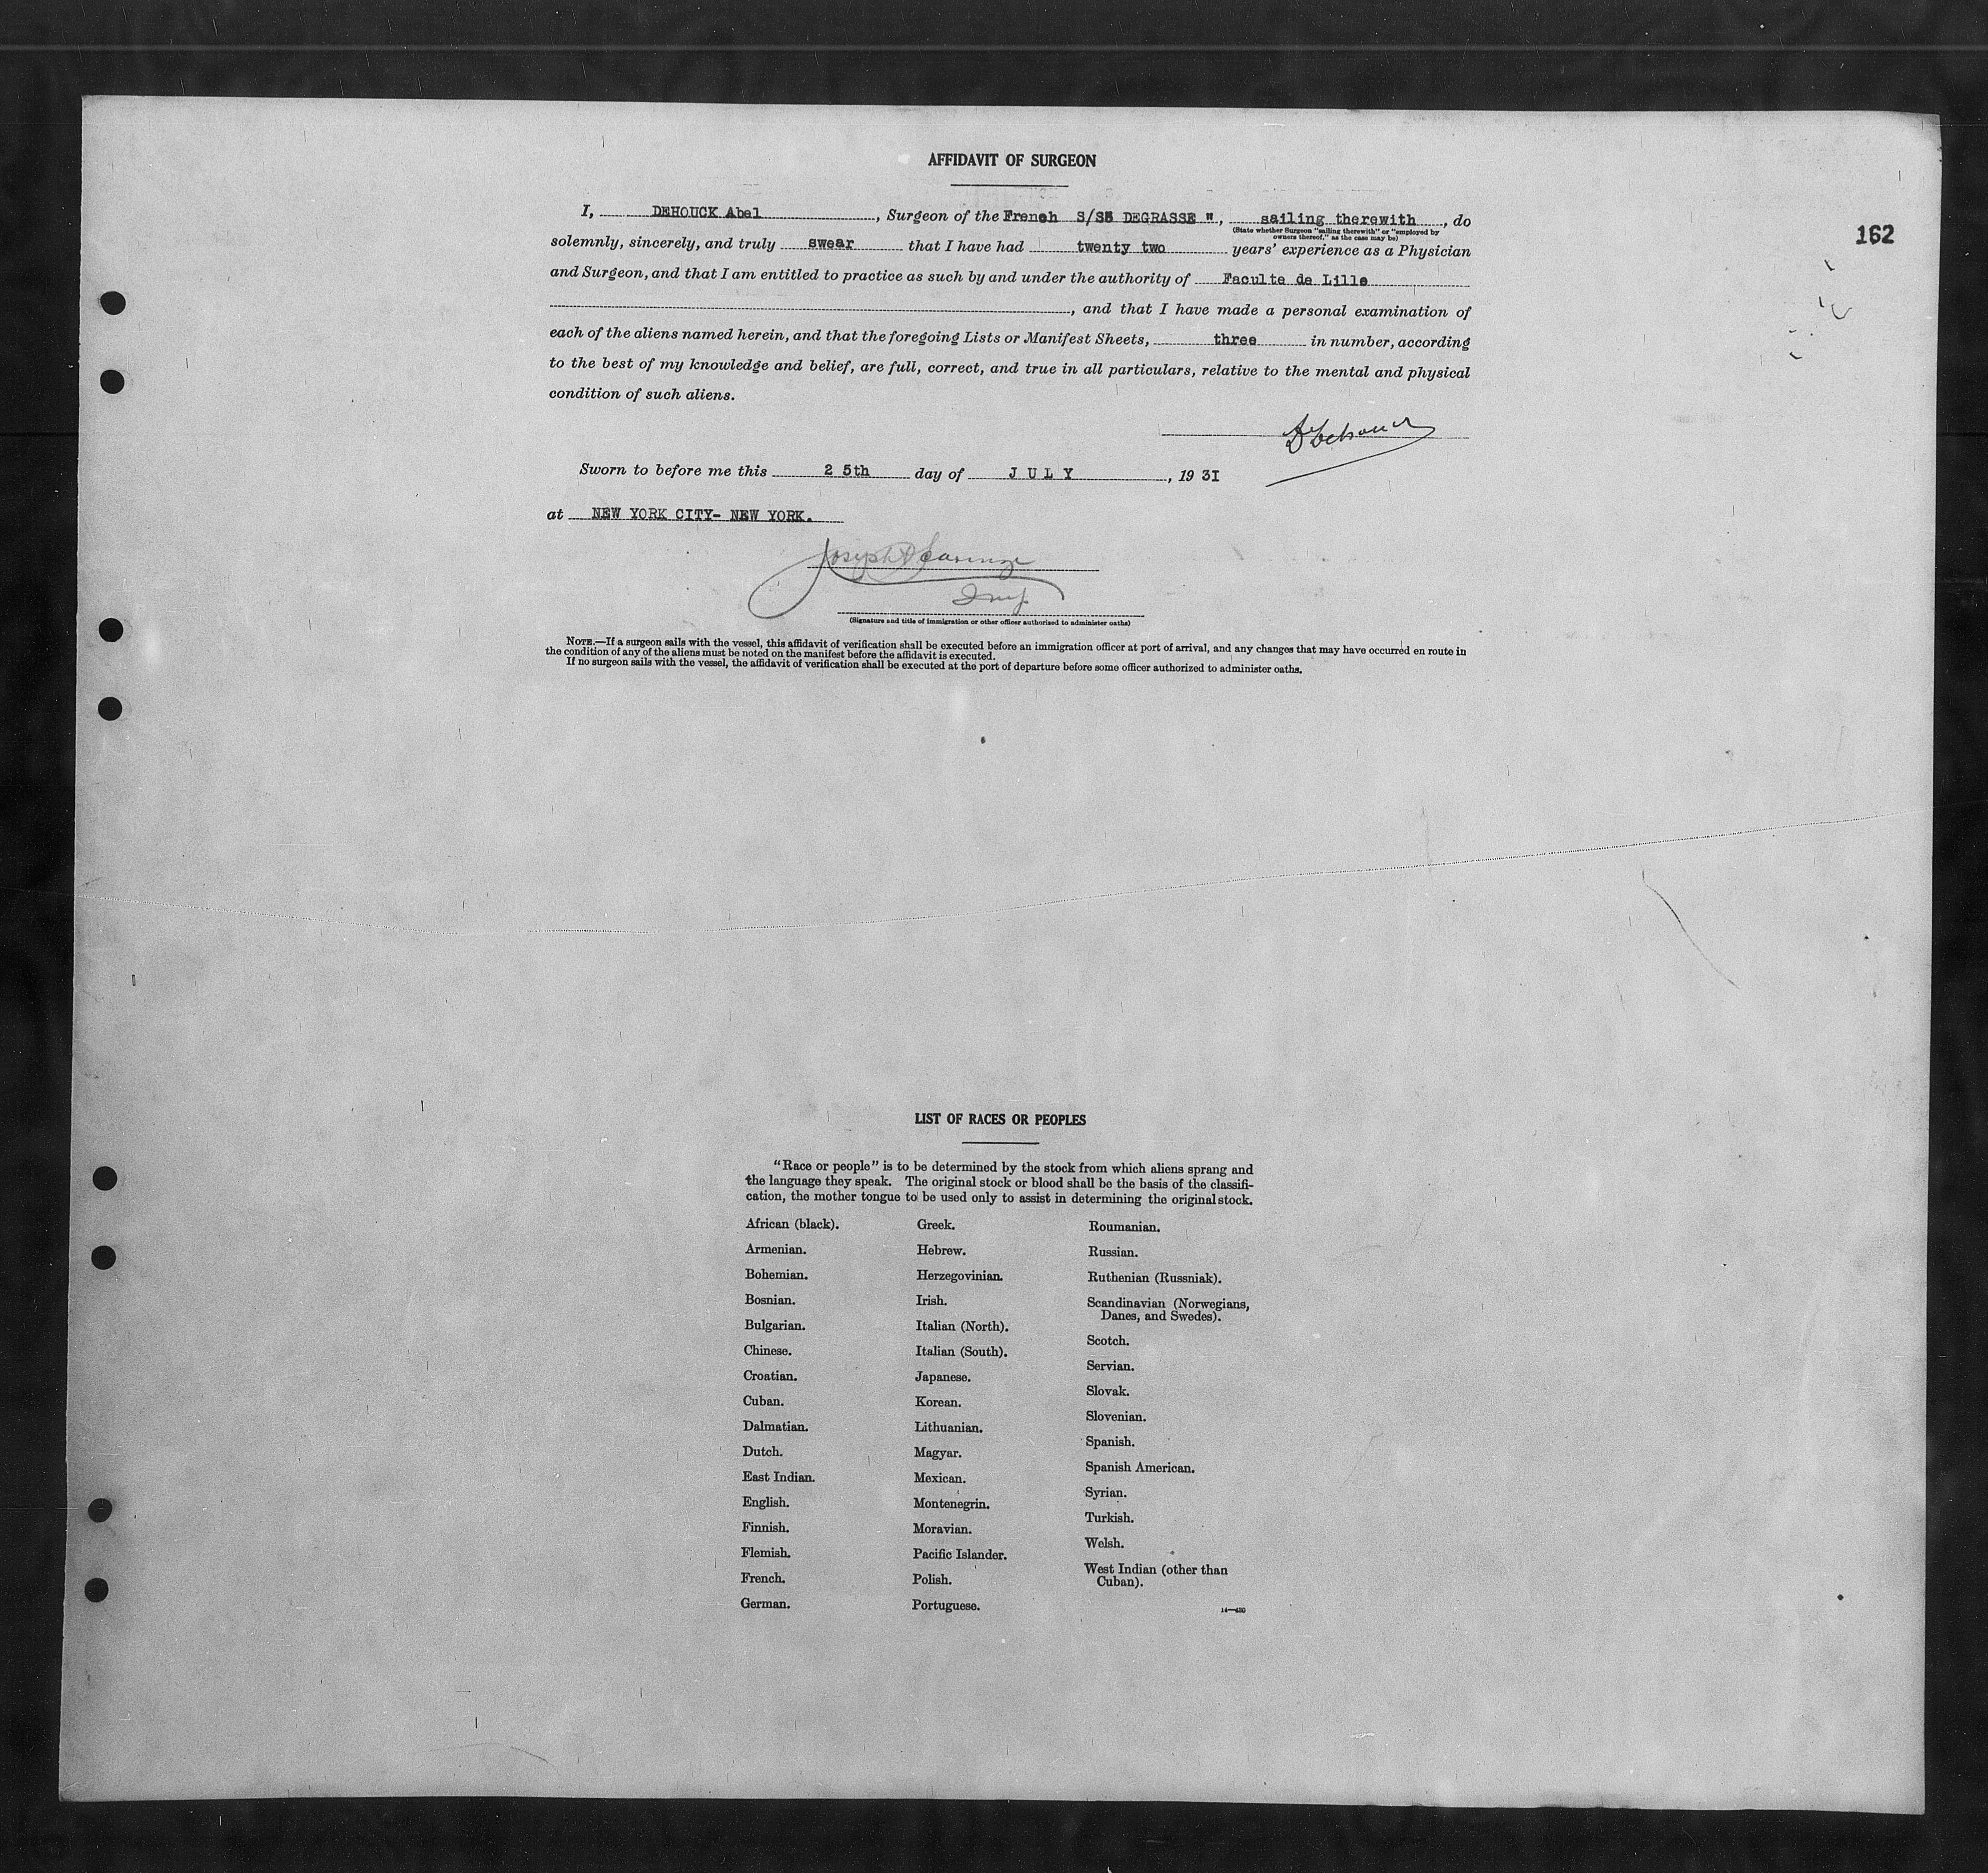 AFFIDAVIT OF SURGEON
162
I, DEHOUCK Abel, Surgeon of the French S/S" DEGRASSE ", sailing therewith, do
(State whether Surgeon "sailing therewith" or "employed by
owners thereof," as the case may be)
solemnly, sincerely, and truly swear that I have had twenty two years' experience as a Physician
and Surgeon, and that I am entitled to practice as such by and under the authority of Faculte de Lille
, and that I have made a personal examination of
each of the aliens named herein, and that the foregoing Lists or Manifest Sheets, three in number, according
to the best of my knowledge and belief, are full, correct, and true in all particulars, relative to the mental and physical
condition of such aliens.
Sworn to before me this 2 5th day of J U L Y, 19 31
at NEW YORK CITY- NEW YORK.
Joseph
(Signature and title of immigration or other officer authorized to administer oaths)
NOTE.—If a surgeon sails with the vessel, this affidavit of verification shall be executed before an immigration officer at port of arrival, and any changes that may have occurred en route in
the condition of any of the aliens must be noted on the manifest before the affidavit is executed.
If no surgeon sails with the vessel, the affidavit of verification shall be executed at the port of departure before some officer authorized to administer oaths.
LIST OF RACES OR PEOPLES
"Race or people" is to be determined by the stock from which aliens sprang and
the language they speak. The original stock or blood shall be the basis of the classifi-
cation, the mother tongue to be used only to assist in determining the original stock.
African (black).
Armenian.
Bohemian.
Bosnian.
Bulgarian.
Chinese.
Croatian.
Cuban.
Dalmatian.
Dutch.
East Indian.
English.
Finnish.
Flemish.
French.
German.
Greek.
Hebrew.
Herzegovinian.
Irish.
Italian (North).
Italian (South).
Japanese.
Korean.
Lithuanian.
Magyar.
Mexican.
Montenegrin.
Moravian.
Pacific Islander.
Polish.
Portuguese.
Roumanian.
Russian.
Ruthenian (Russniak).
Scandinavian (Norwegians,
Danes, and Swedes).
Scotch.
Servian.
Slovak.
Slovenian.
Spanish.
Spanish American.
Syrian.
Turkish.
Welsh.
West Indian (other than
Cuban).